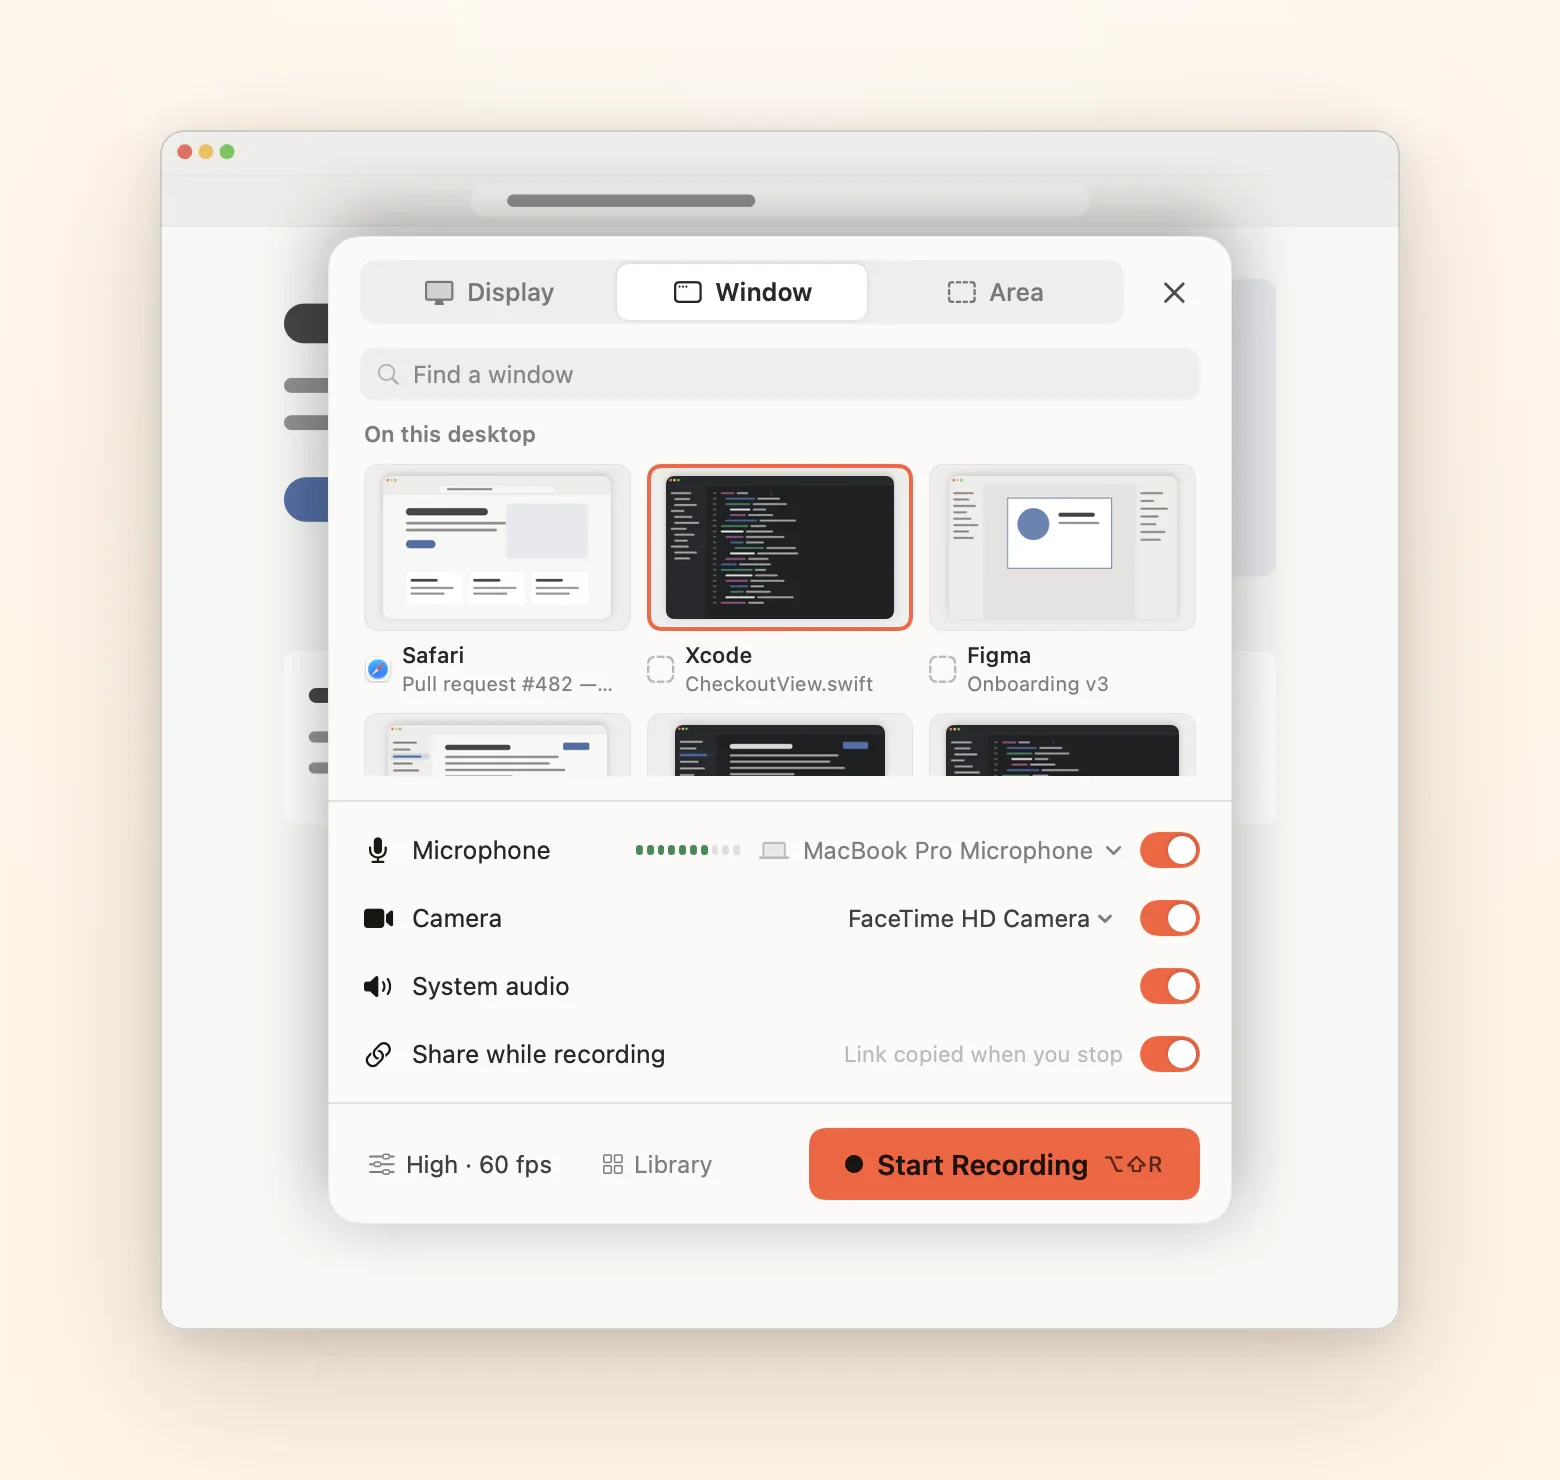 Display
Window
Area
Find a window
On this desktop
Safari
Pull request #482 —...
Xcode
CheckoutView.swift
Figma
Onboarding v3
Microphone
MacBook Pro Microphone
Camera
FaceTime HD Camera
System audio
Share while recording
Link copied when you stop
High · 60 fps
Library
Start Recording ⌥⇧R